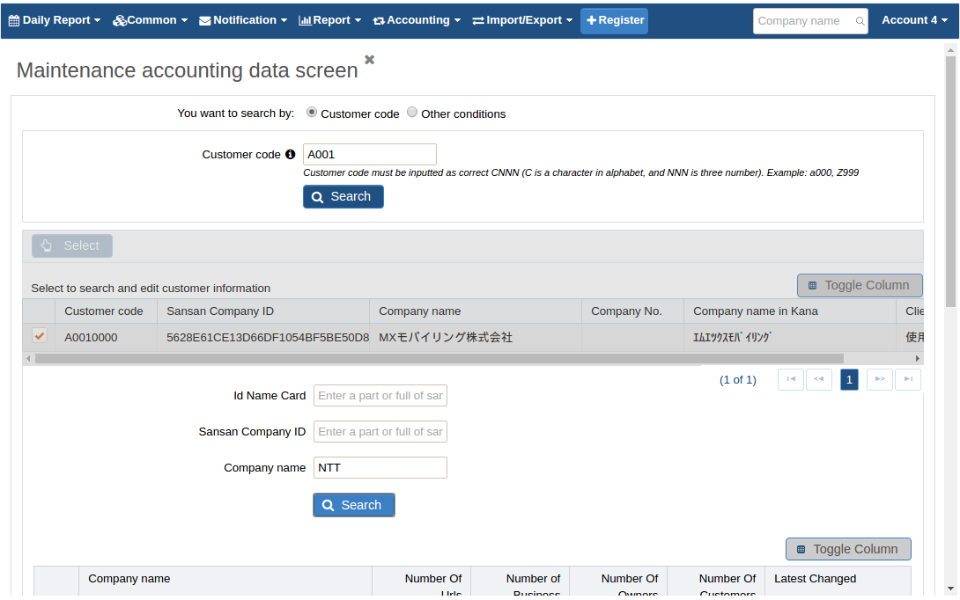 Daily Report Common Notification Report Accounting Import/Export Register Company name Account 4
Maintenance accounting data screen
You want to search by: Customer code Other conditions
Customer code A001
Customer code must be inputted as correct CNNN (C is a character in alphabet, and NNN is three number). Example: a000, Z999
Search
Select
Select to search and edit customer information
Toggle Column
Customer code Sansan Company ID Company name Company No. Company name in Kana Clie
A0010000 5628E61CE13D66DF1054BF5BE50D8 MXモバイリング株式会社 ｴﾑｴｯｸｽﾓﾊﾞｲﾘﾝｸﾞ 使用
(1 of 1) 1
Id Name Card Enter a part or full of sar
Sansan Company ID Enter a part or full of sar
Company name NTT
Search
Toggle Column
Company name Number Of Number of Number Of Number Of Latest Changed
Urls Business Owners Customers